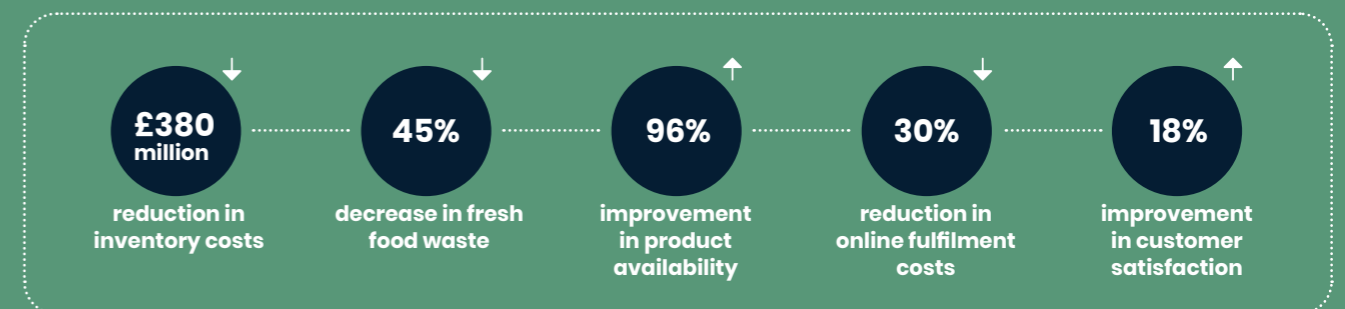 £380
million
reduction in
inventory costs
45%
decrease in fresh
food waste
96%
improvement
in product
availability
30%
reduction in
online fulfilment
costs
18%
improvement
in customer
satisfaction